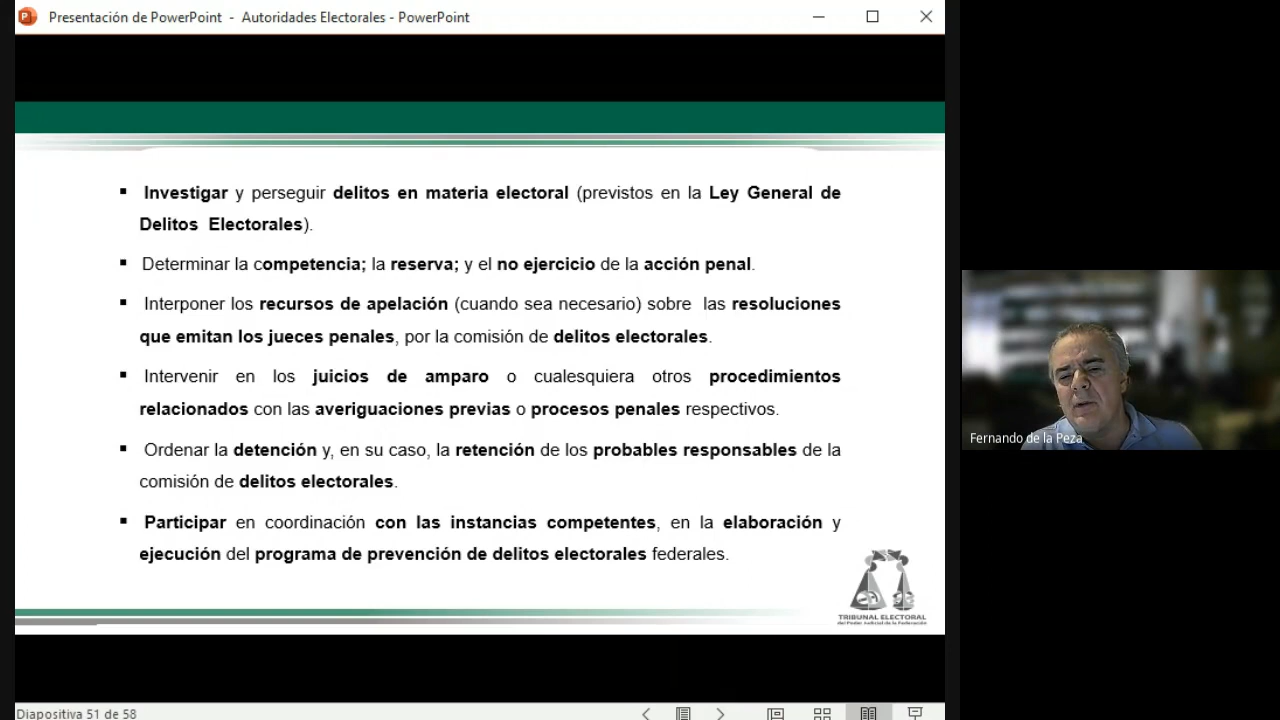 Presentación de PowerPoint - Autoridades Electorales - PowerPoint
▪ Investigar y perseguir delitos en materia electoral (previstos en la Ley General de
Delitos Electorales).
▪ Determinar la competencia; la reserva; y el no ejercicio de la acción penal.
▪ Interponer los recursos de apelación (cuando sea necesario) sobre las resoluciones
que emitan los jueces penales, por la comisión de delitos electorales.
▪ Intervenir en los juicios de amparo o cualesquiera otros procedimientos
relacionados con las averiguaciones previas o procesos penales respectivos.
▪ Ordenar la detención y, en su caso, la retención de los probables responsables de la
comisión de delitos electorales.
▪ Participar en coordinación con las instancias competentes, en la elaboración y
ejecución del programa de prevención de delitos electorales federales.
TRIBUNAL ELECTORAL
del Poder Judicial de la Federación
Diapositiva 51 de 58
Fernando de la Peza